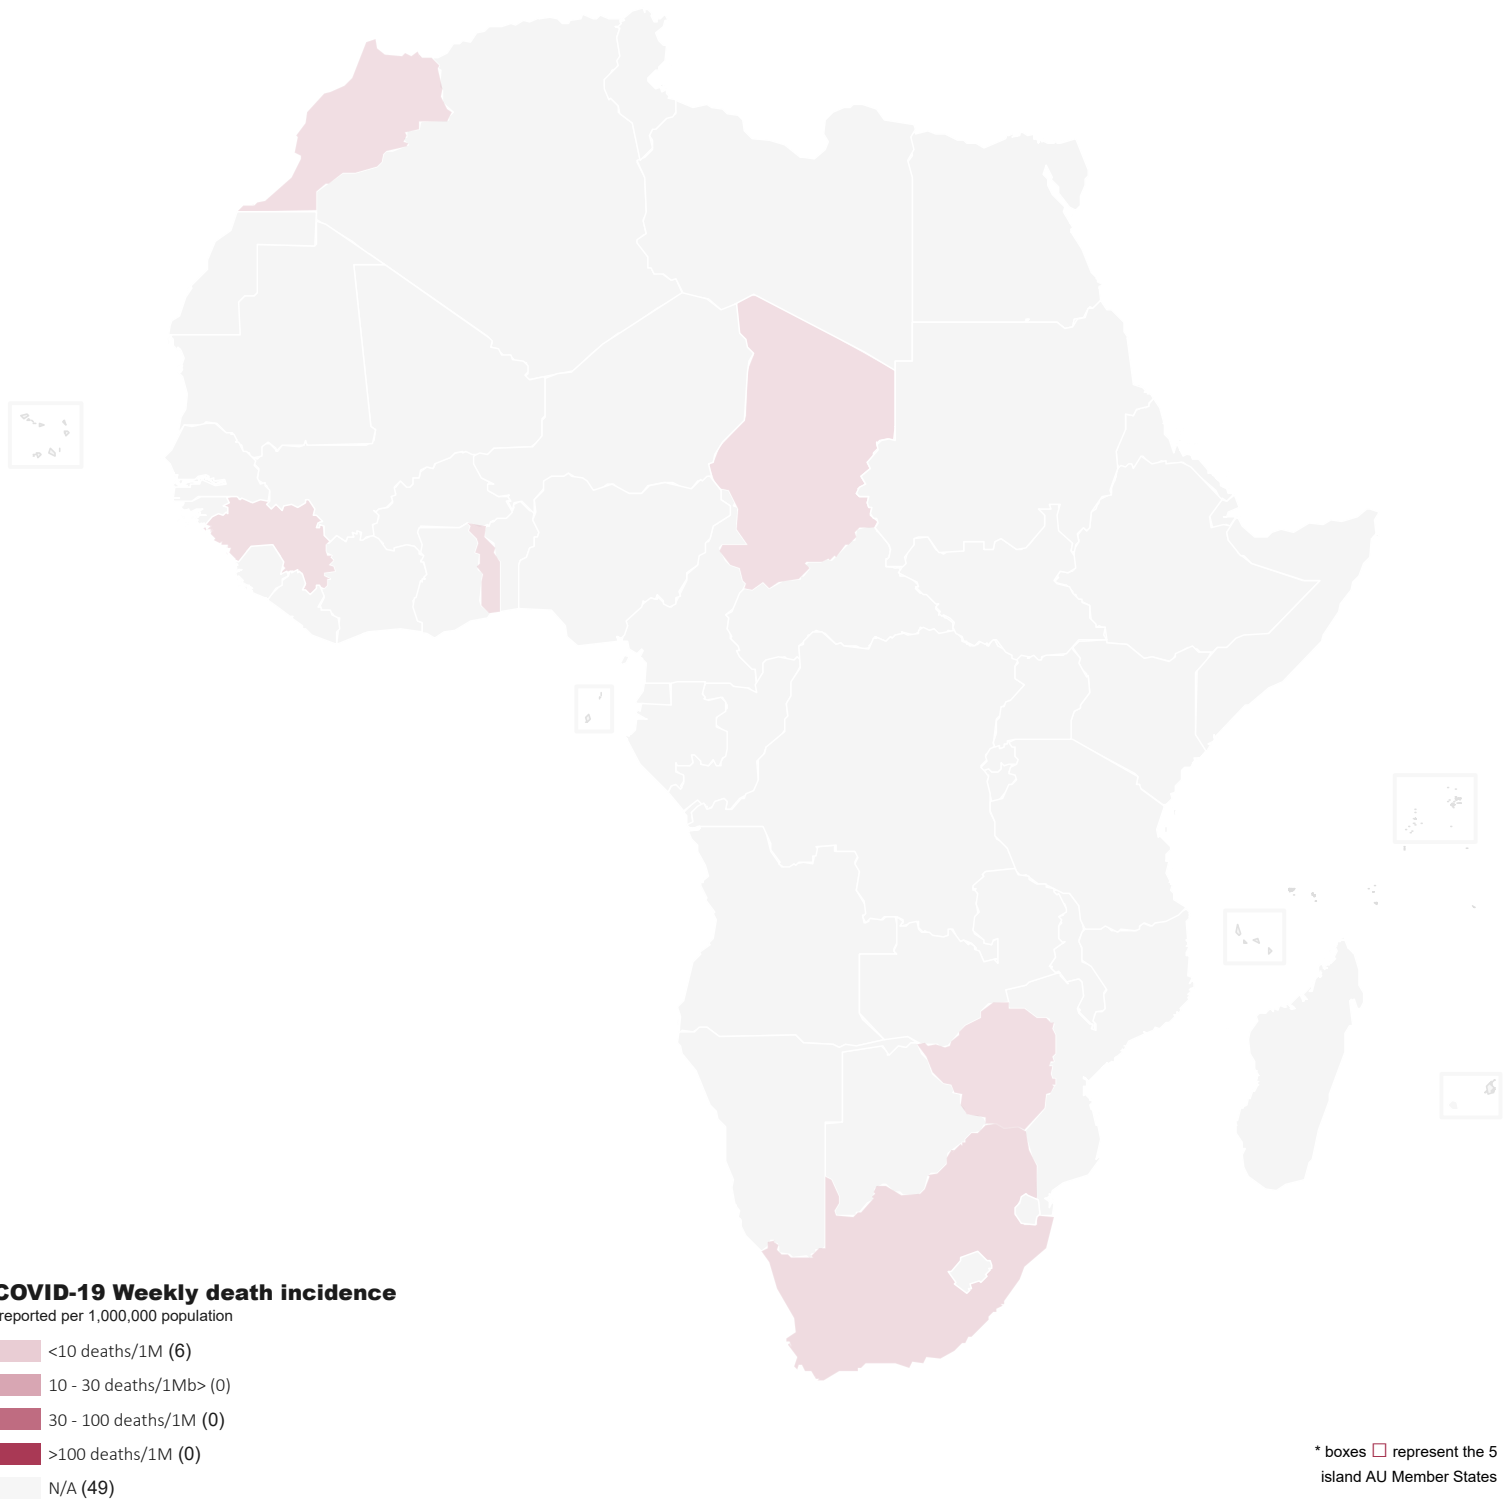 COVID-19 Weekly death incidence
reported per 1,000,000 population
<10 deaths/1M (6)
10 - 30 deaths/1Mb> (0)
30 - 100 deaths/1M (0)
>100 deaths/1M (0)
N/A (49)
* boxes □ represent the 5
island AU Member States